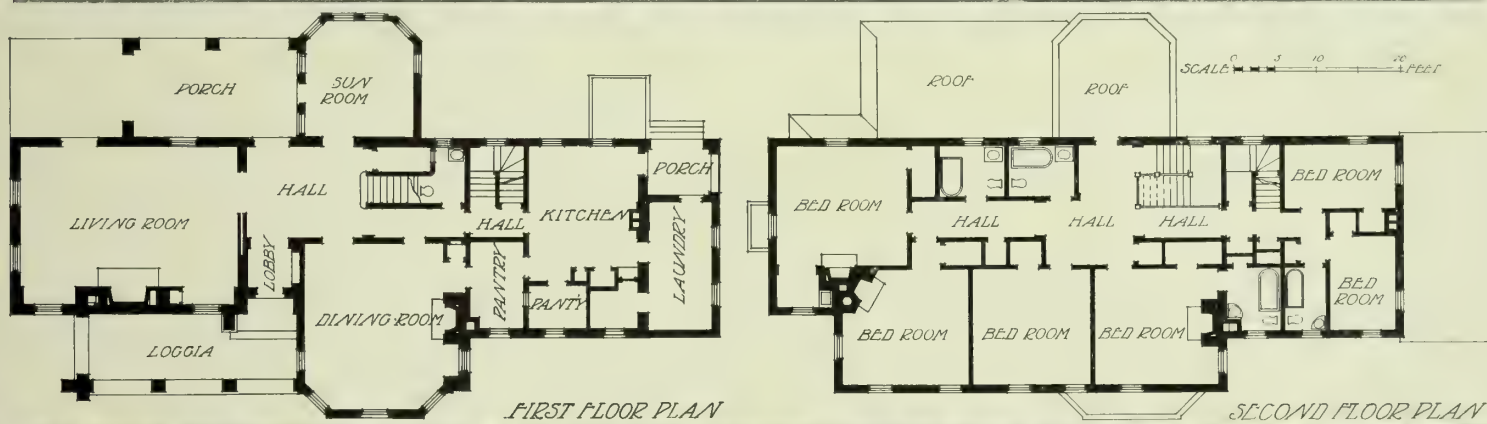 PORCH
SUN
ROOM
HALL
LIVING ROOM
LOBBY
HALL
KITCHEN
PORCH
LAUNDRY
PANTRY
PANTY
DINING ROOM
LOGGIA
FIRST FLOOR PLAN
ROOF
ROOF
SCALE 0 5 10 20 FEET
BED ROOM
HALL
HALL
HALL
BED ROOM
BED ROOM
BED ROOM
BED ROOM
BED ROOM
SECOND FLOOR PLAN